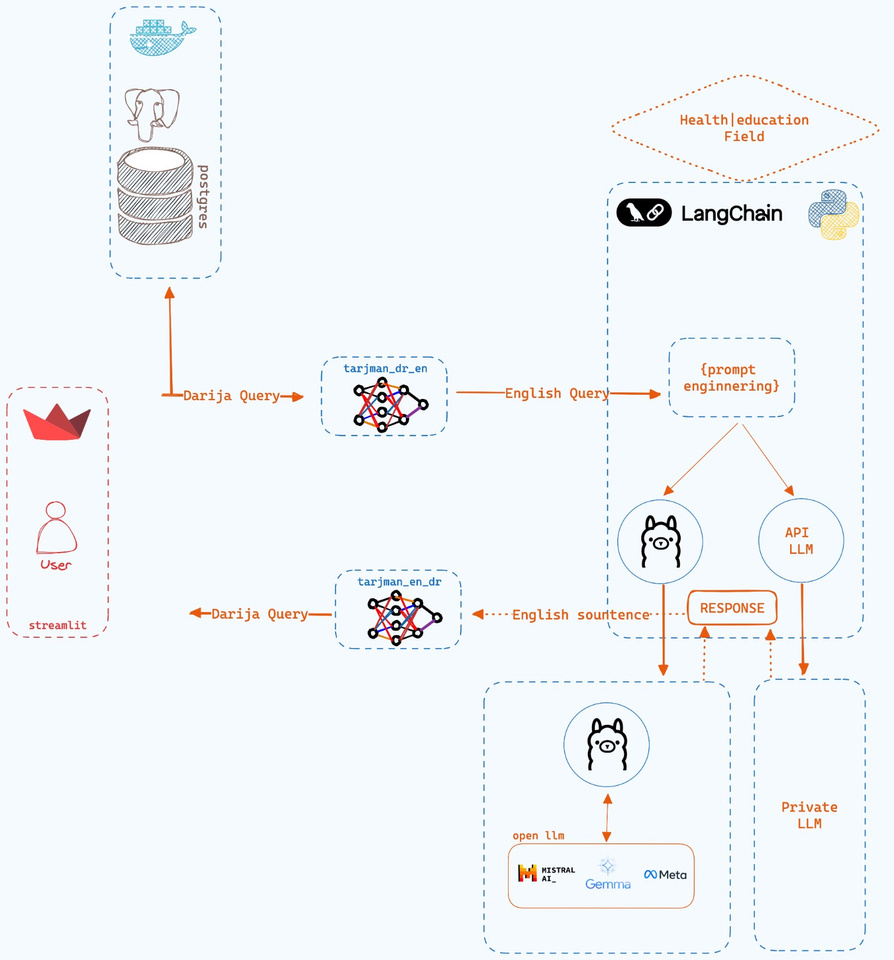 postgres
Health|education
Field
LangChain
tarjman_dr_en
Darija Query
English Query
{prompt
enginnering}
API
LLM
User
streamlit
tarjman_en_dr
Darija Query
English sountence
RESPONSE
Private
LLM
open llm
MISTRAL
AI_
Gemma
Meta